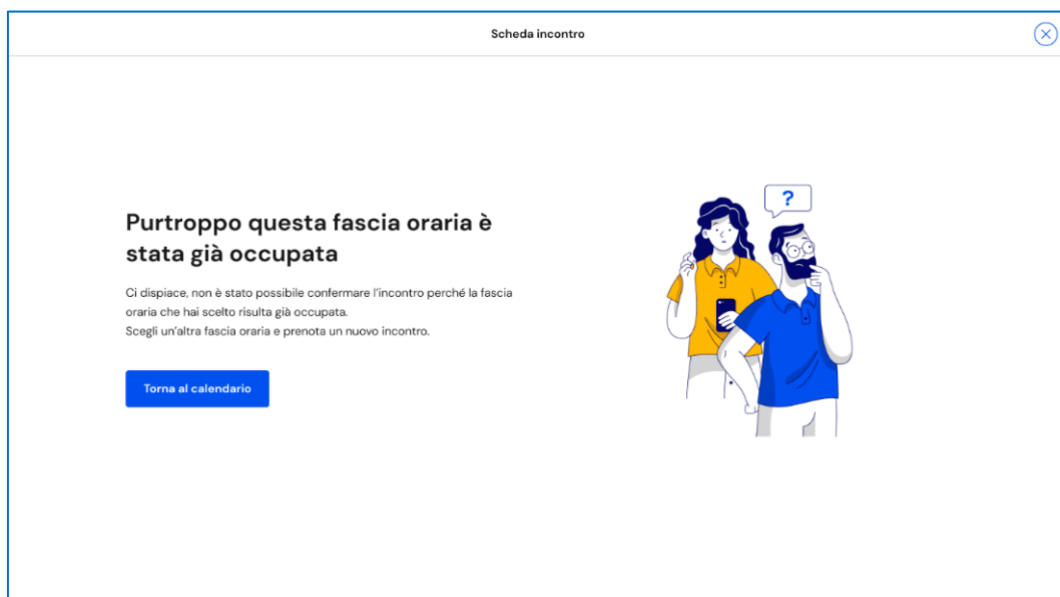 Scheda incontro
?
Purtroppo questa fascia oraria è
stata già occupata
Ci dispiace, non è stato possibile confermare l'incontro perché la fascia
oraria che hai scelto risulta già occupata.
Scegli un'altra fascia oraria e prenota un nuovo incontro.
Torna al calendario